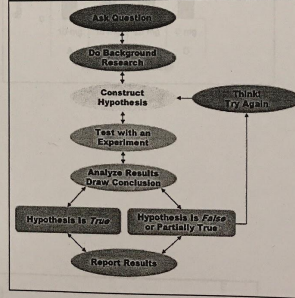 Ask Question
Do Background
Research
Construct
Hypothesis
Think!
Try Again
Test with an
Experiment
Analyze Results
Draw Conclusion
Hypothesis is True
Hypothesis is False
or Partially True
Report Results